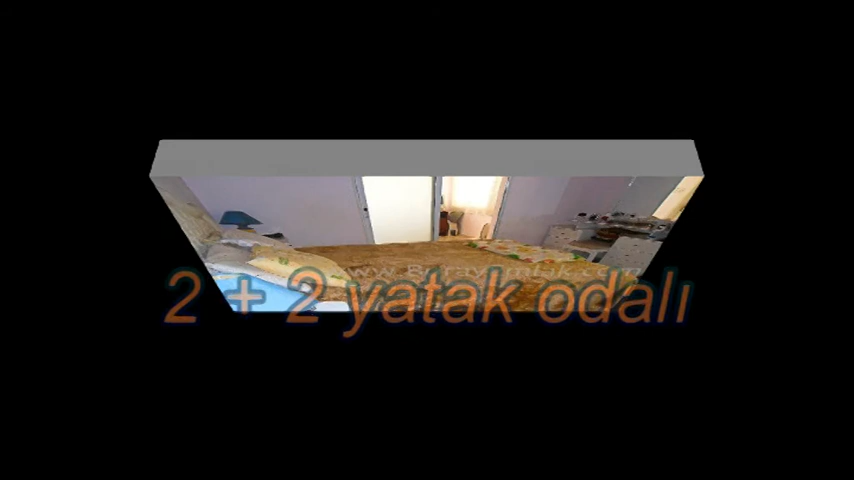 2 + 2 yatak odalı